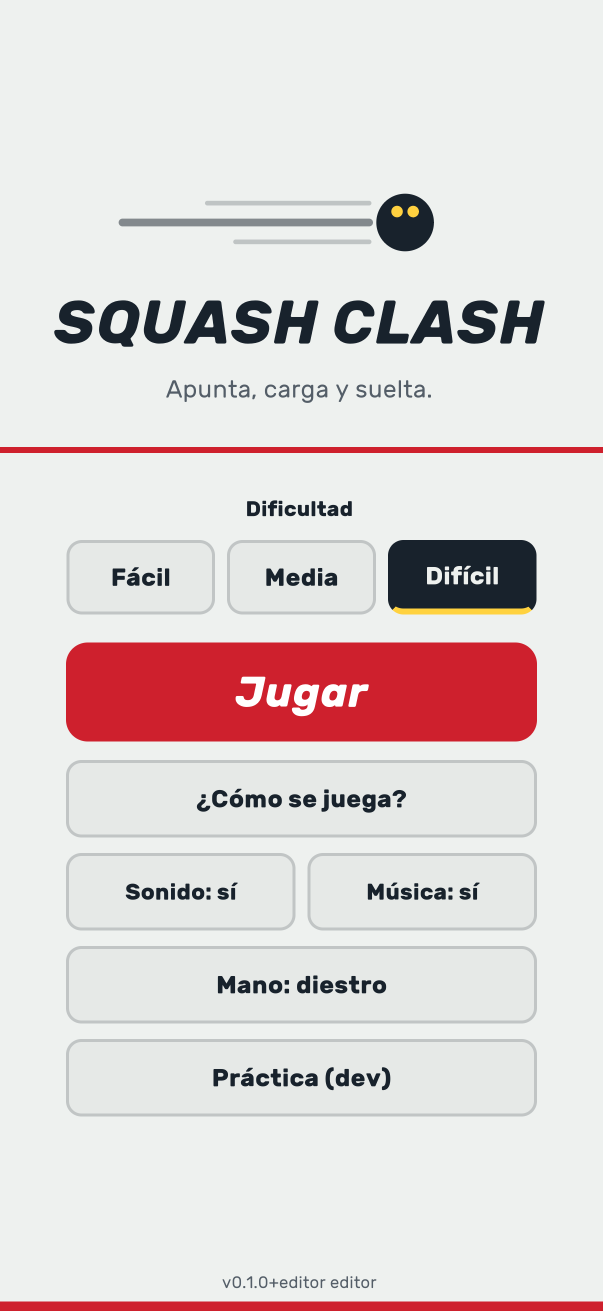 SQUASH CLASH
Apunta, carga y suelta.
Dificultad
Fácil
Media
Difícil
Jugar
¿Cómo se juega?
Sonido: sí
Música: sí
Mano: diestro
Práctica (dev)
v0.1.0+editor editor